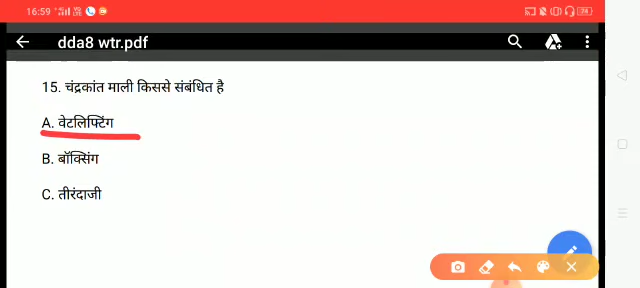 16:59
dda8 wtr.pdf
15. चंद्रकांत माली किससे संबंधित है
A. वेटलिफ्टिंग
B. बॉक्सिंग
C. तीरंदाजी